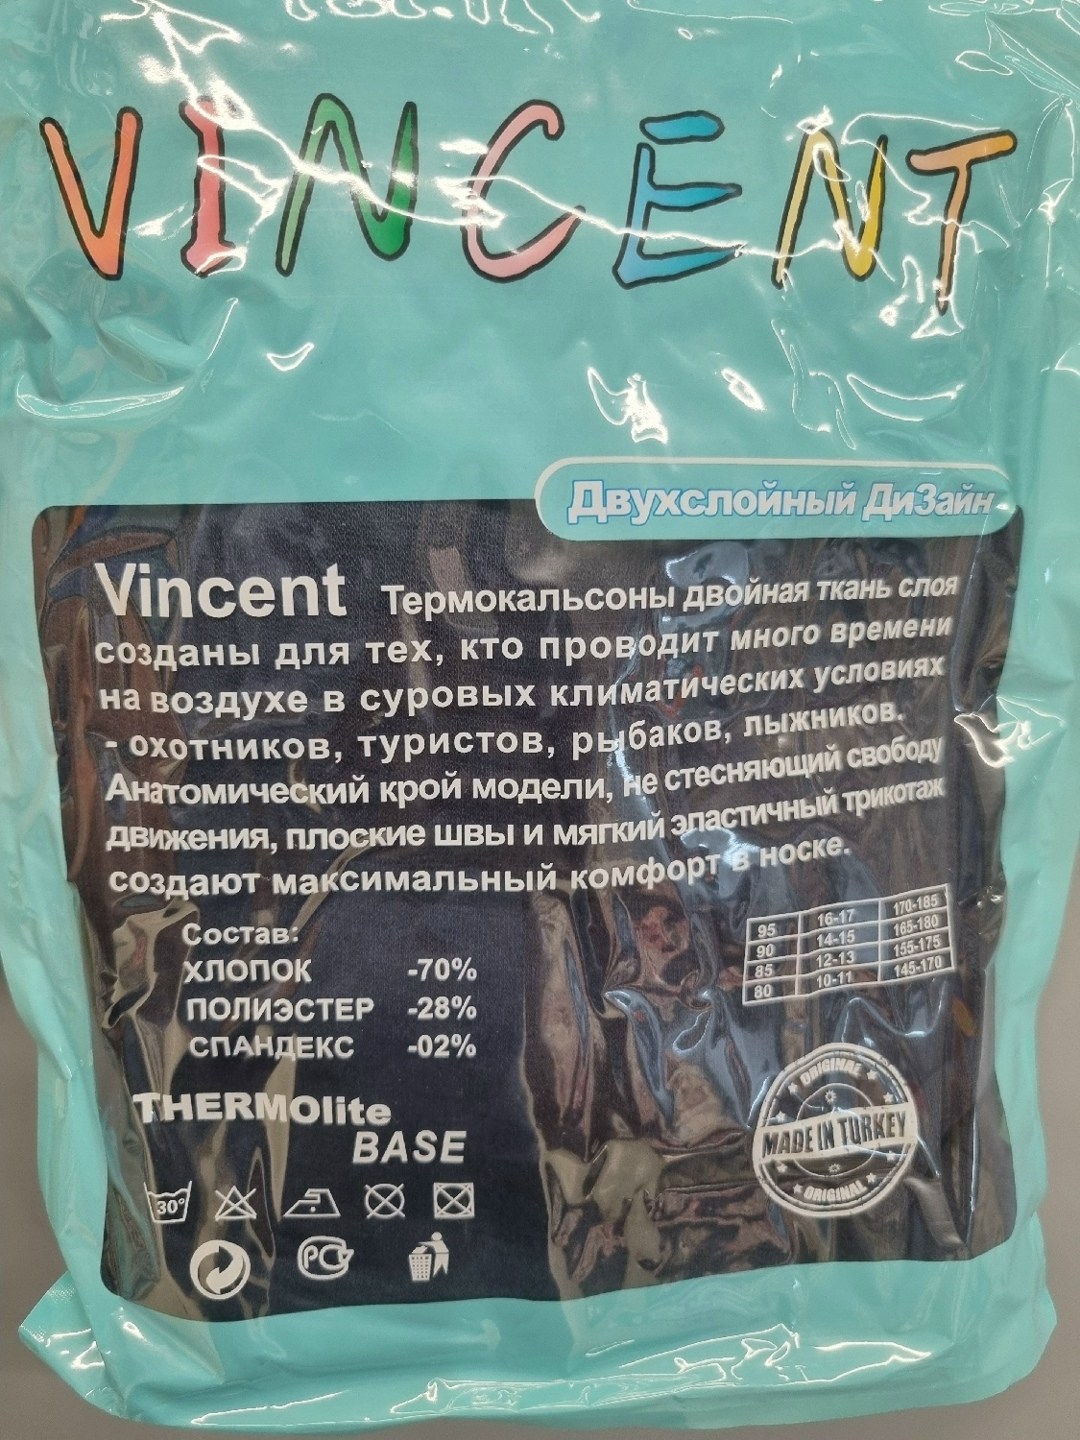 VINCENT
Двухслойный ДиЗайн
Vincent Термокальсоны двойная ткань слоя
созданы для тех, кто проводит много времени
на воздухе в суровых климатических условиях
- охотников, туристов, рыбаков, лыжников.
Анатомический крой модели, не стесняющий свободу
движения, плоские швы и мягкий эластичный трикотаж
создают максимальный комфорт в носке.
Состав:
ХЛОПОК -70%
ПОЛИЭСТЕР -28%
СПАНДЕКС -02%
95 16-17 170-185
90 14-15 165-180
85 12-13 155-175
80 10-11 145-170
THERMOlite
BASE
ORIGINAL
MADE IN TURKEY
ORIGINAL
30°
РС